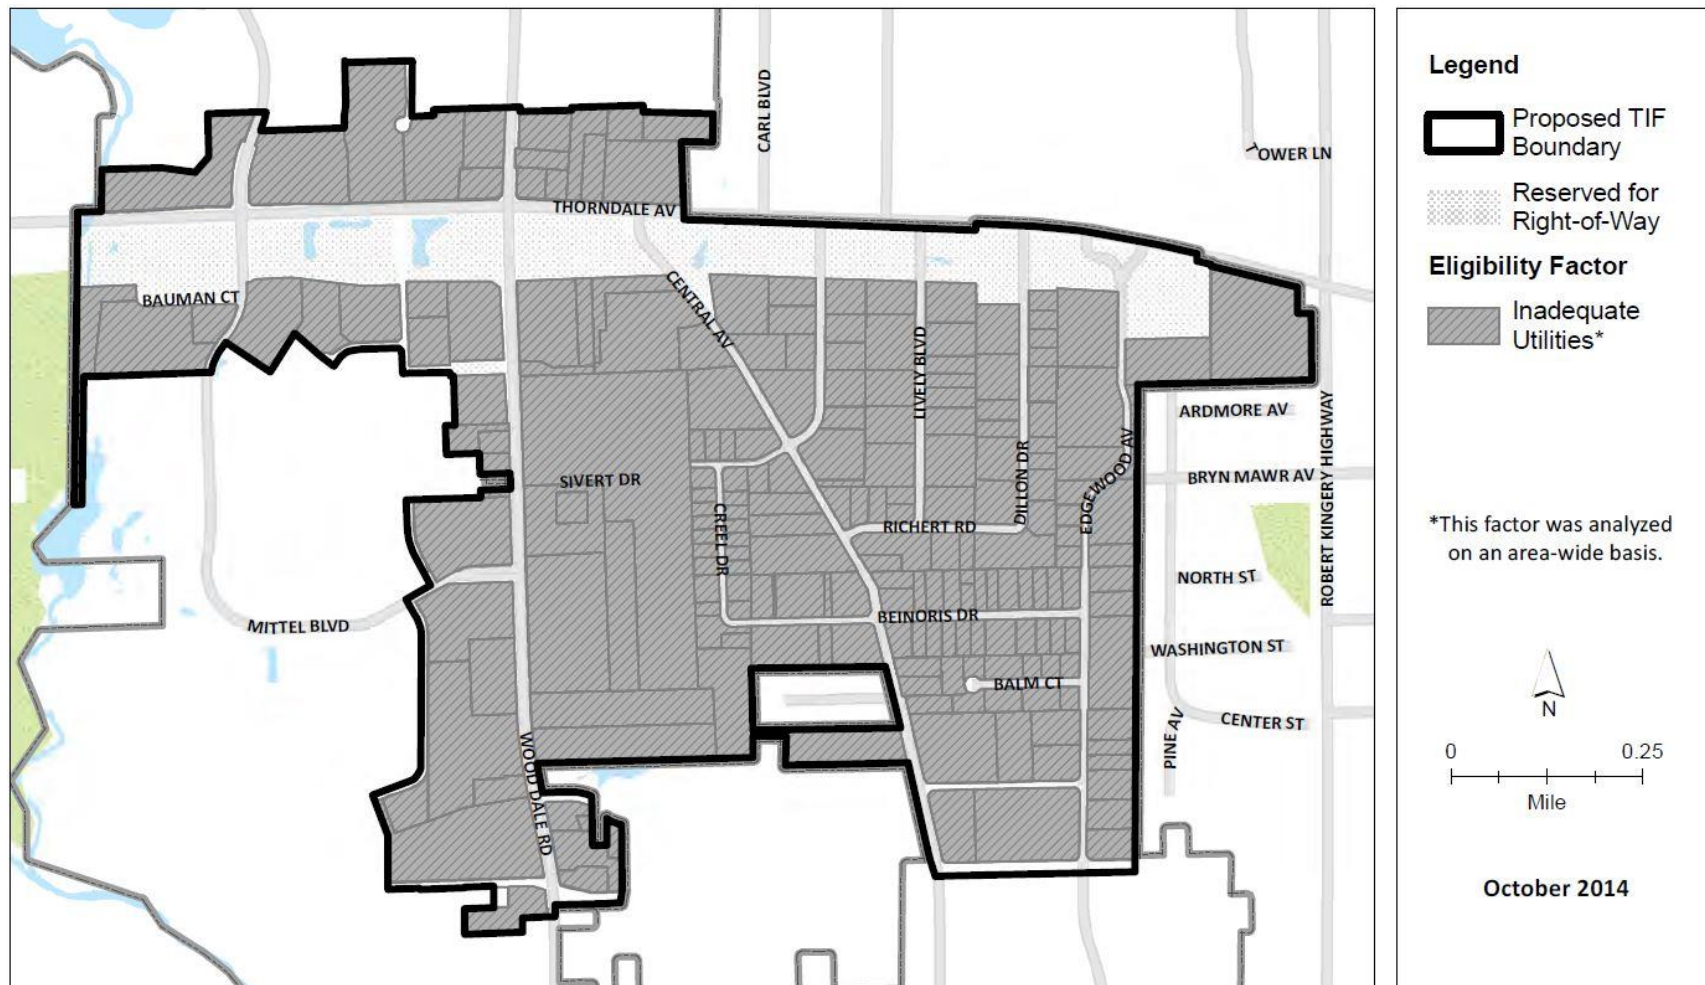 CARL BLVD
TOWER LN
THORNDALE AV
BAUMAN CT
CENTRAL AV
LIVELY BLVD
DILLON DR
EDGEWOOD AV
ARDMORE AV
BRYN MAWR AV
ROBERT KINGERY HIGHWAY
SIVERT DR
CREEL DR
RICHERT RD
NORTH ST
BEINORIS DR
MITTEL BLVD
WASHINGTON ST
BALM CT
CENTER ST
PINE AV
WOOD DALE RD
Legend
Proposed TIF
Boundary
Reserved for
Right-of-Way
Eligibility Factor
Inadequate
Utilities*
*This factor was analyzed
on an area-wide basis.
N
0 0.25
Mile
October 2014